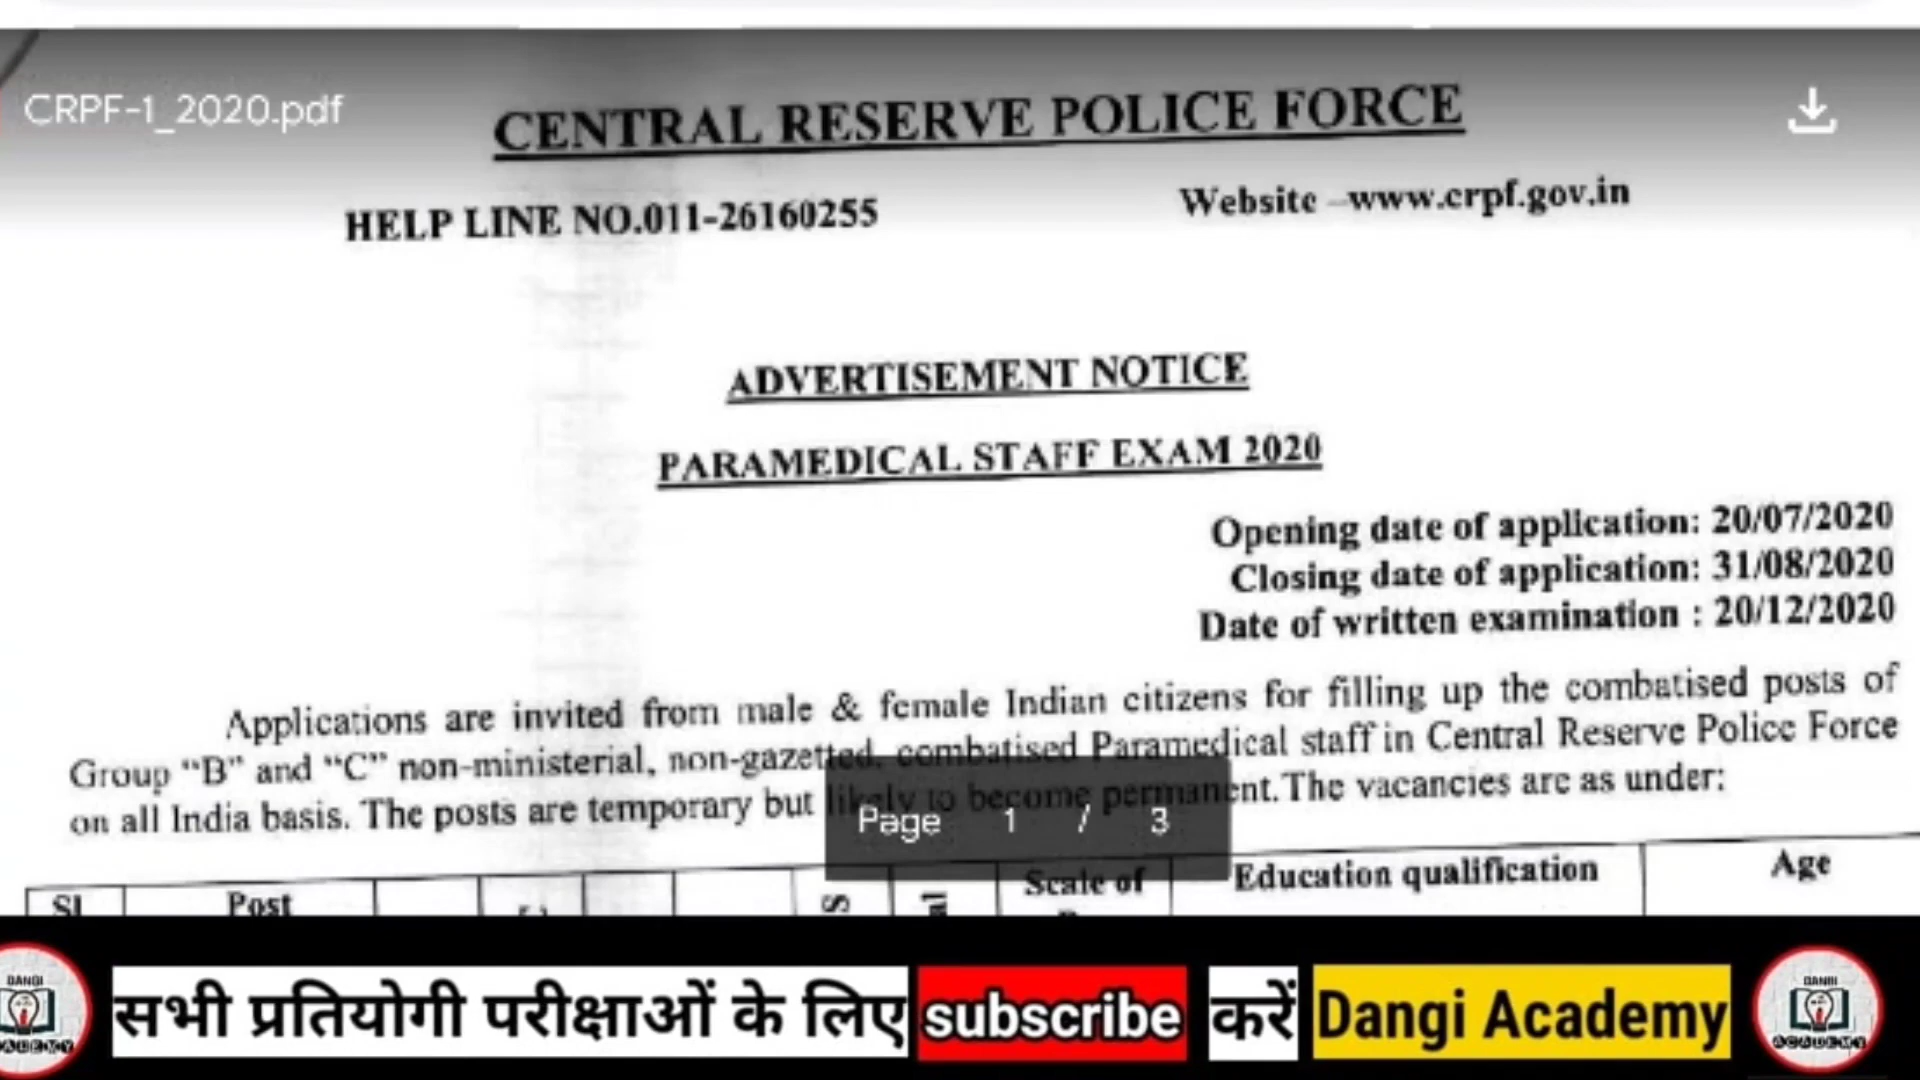 CRPF-1_2020.pdf
CENTRAL RESERVE POLICE FORCE
HELP LINE NO.011-26160255
Website -www.crpf.gov.in
ADVERTISEMENT NOTICE
PARAMEDICAL STAFF EXAM 2020
Opening date of application: 20/07/2020
Closing date of application: 31/08/2020
Date of written examination : 20/12/2020
Applications are invited from male & female Indian citizens for filling up the combatised posts of
Group "B" and "C" non-ministerial, non-gazetted, combatised Paramedical staff in Central Reserve Police Force
on all India basis. The posts are temporary but likely to become permanent.The vacancies are as under:
Page 1 / 3
Sl Post Scale of Education qualification Age
सभी प्रतियोगी परीक्षाओं के लिए subscribe करें Dangi Academy
DANGI
ACADEMY